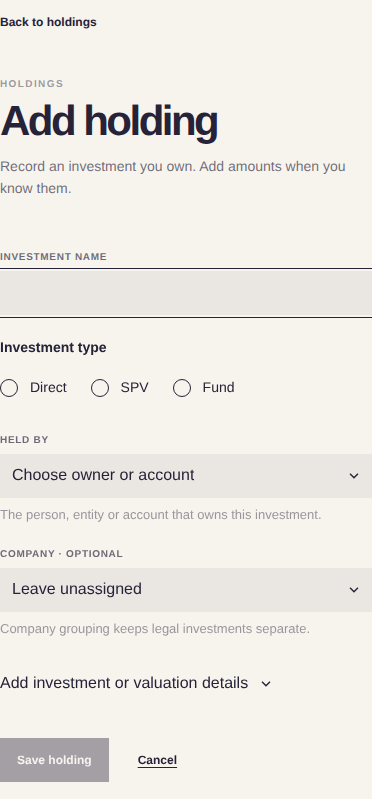 Back to holdings
HOLDINGS
Add holding
Record an investment you own. Add amounts when you
know them.
INVESTMENT NAME
Investment type
Direct SPV Fund
HELD BY
Choose owner or account
The person, entity or account that owns this investment.
COMPANY · OPTIONAL
Leave unassigned
Company grouping keeps legal investments separate.
Add investment or valuation details
Save holding Cancel